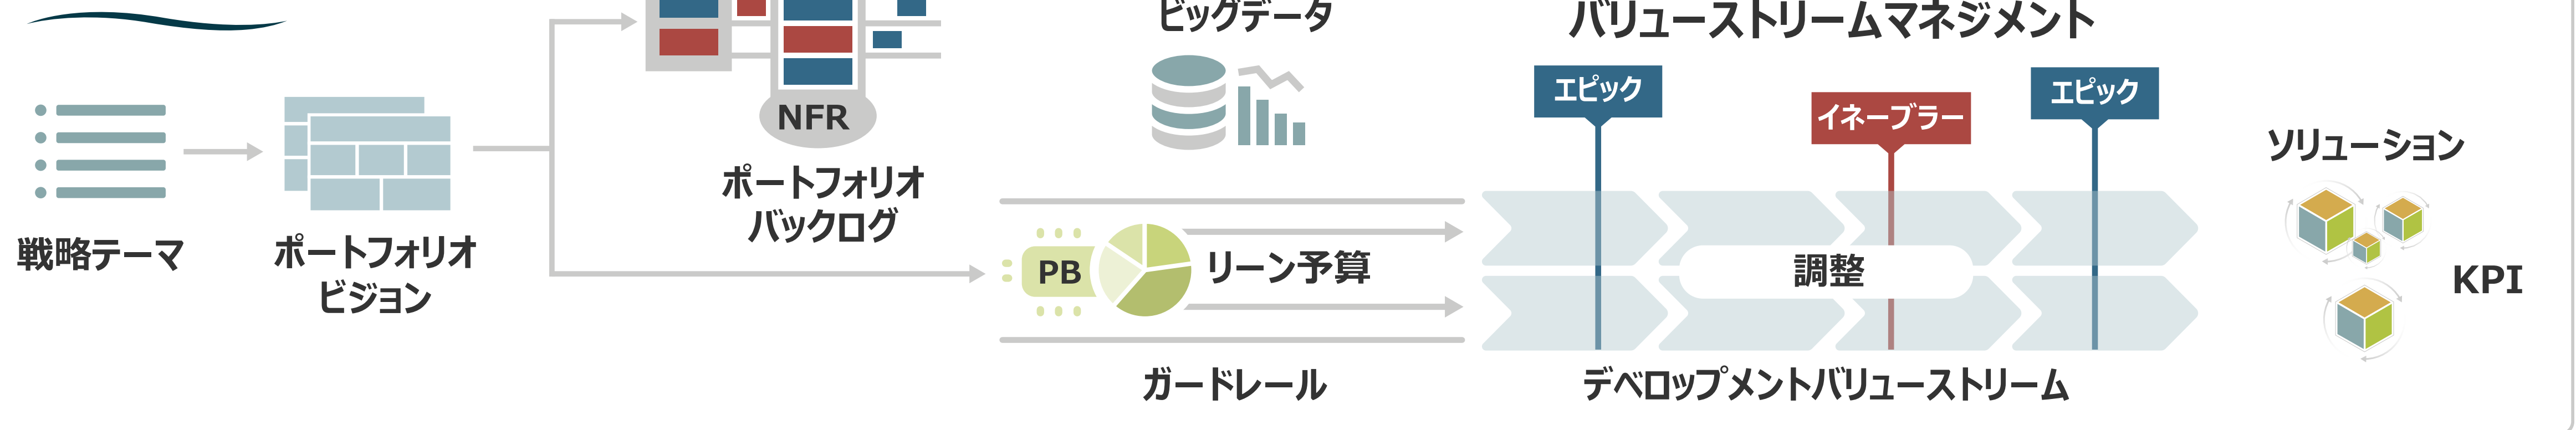 戦略テーマ
ポートフォリオ
ビジョン
NFR
ポートフォリオ
バックログ
ビッグデータ
PB
リーン予算
ガードレール
バリューストリームマネジメント
エピック
イネーブラー
エピック
調整
デベロップメントバリューストリーム
ソリューション
KPI